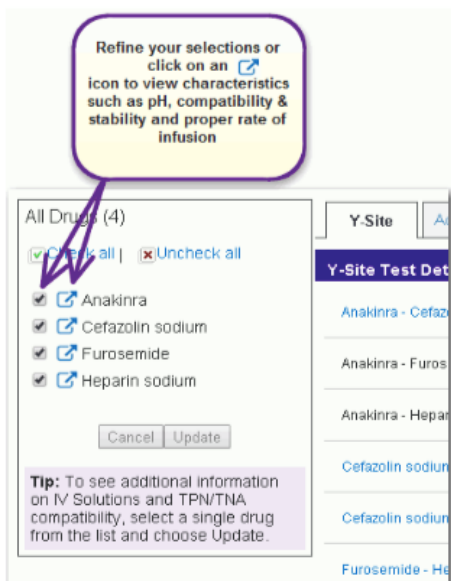 Refine your selections or
click on an
icon to view characteristics
such as pH, compatibility &
stability and proper rate of
infusion
All Drugs (4)
Check all | Uncheck all
Anakinra
Cefazolin sodium
Furosemide
Heparin sodium
Cancel Update
Tip: To see additional information
on IV Solutions and TPN/TNA
compatibility, select a single drug
from the list and choose Update.
Y-Site
Y-Site Test Det
Anakinra - Cefazo
Anakinra - Furos
Anakinra - Hepar
Cefazolin sodiun
Cefazolin sodiun
Furosemide - He